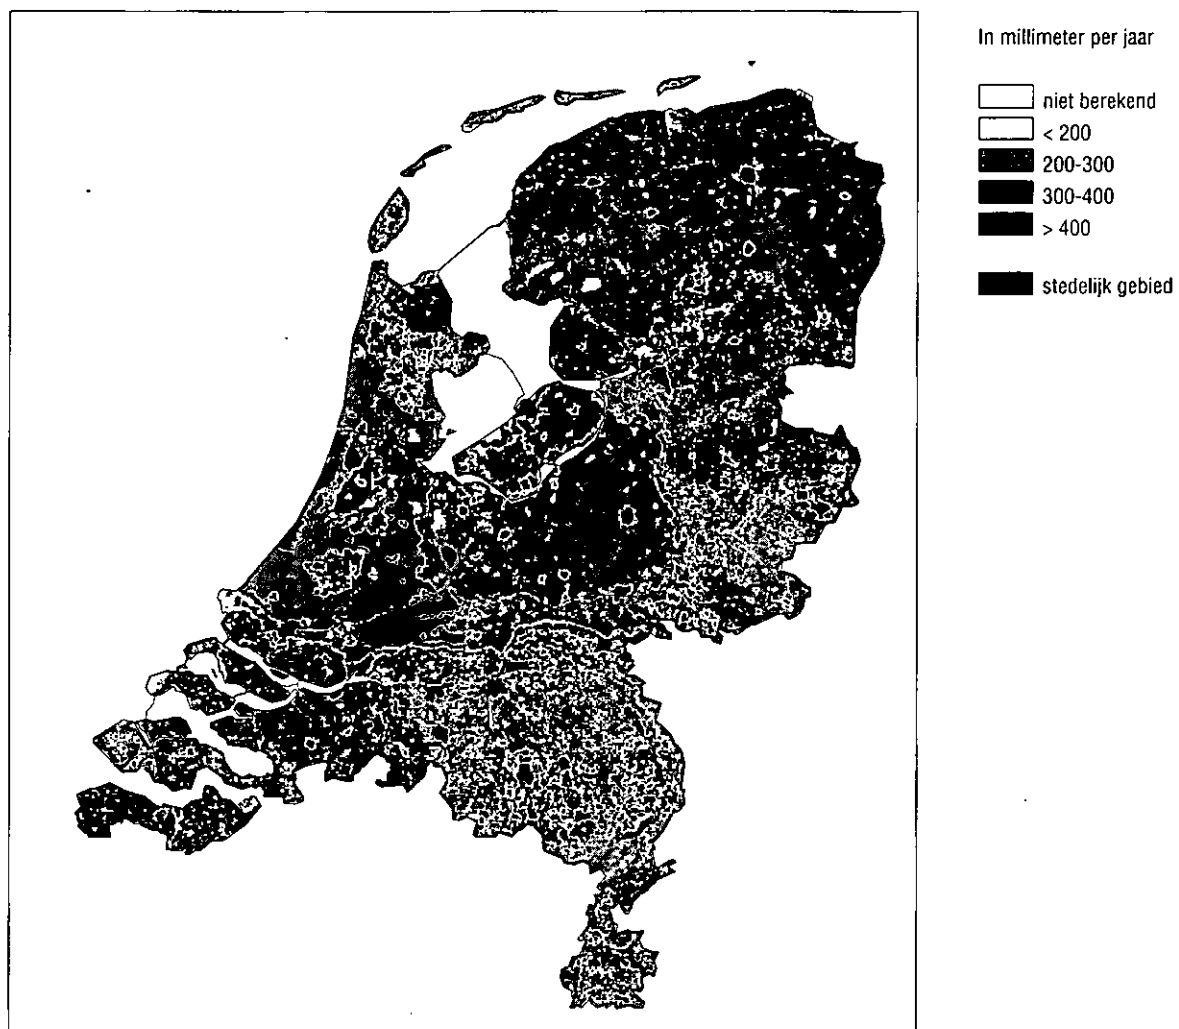 In millimeter per jaar
niet berekend
< 200
200-300
300-400
> 400
stedelijk gebied